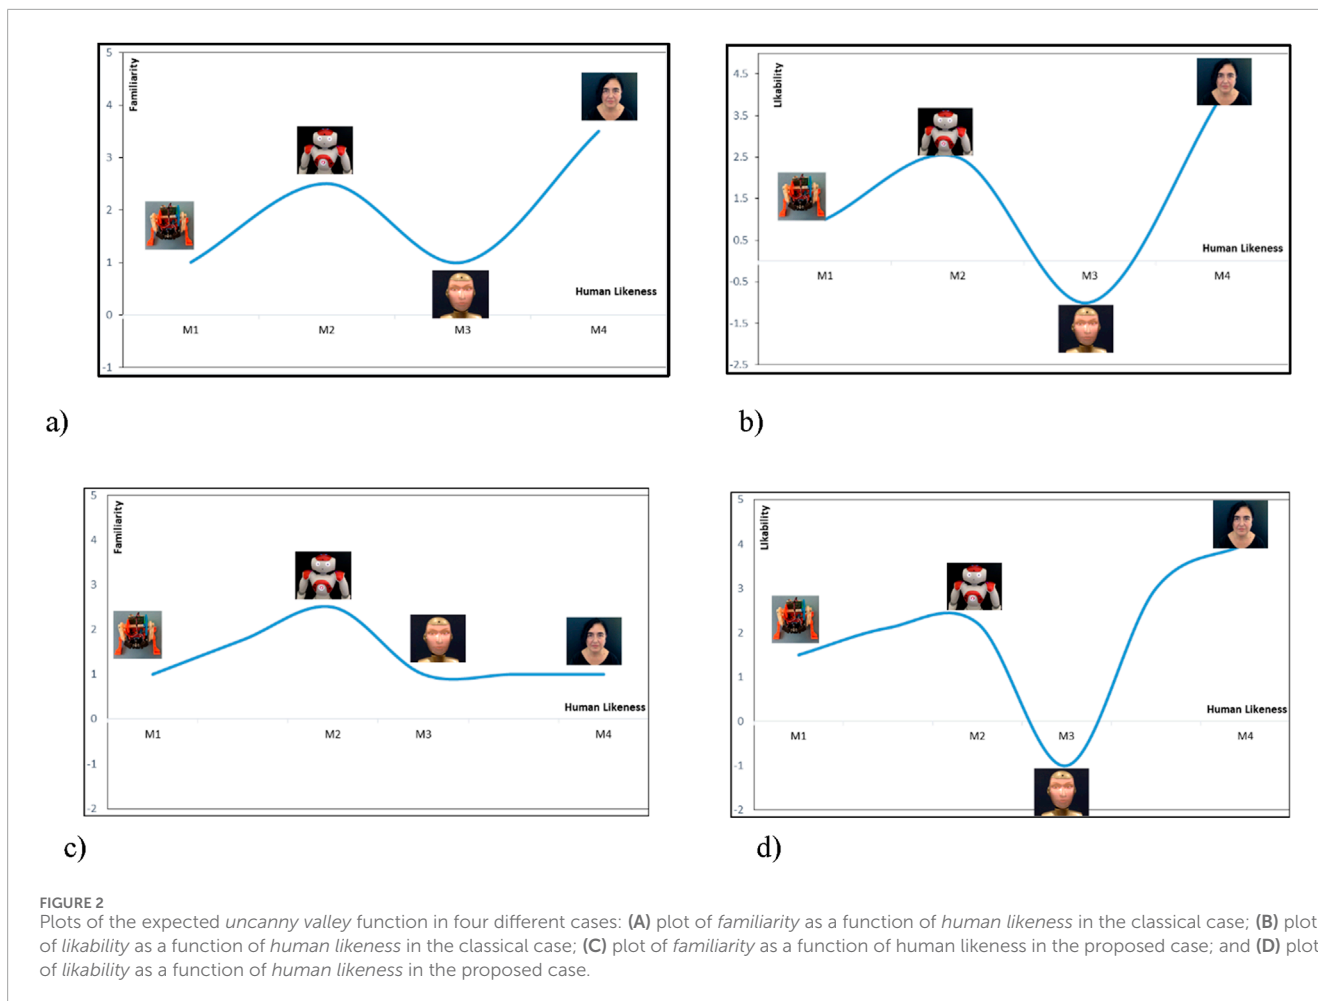 5
4
3
2
1
0
-1
Familiarity
Human Likeness
M1 M2 M3 M4
a)
4.5
3.5
2.5
1.5
0.5
-0.5
-1.5
-2.5
Likability
Human Likeness
M1 M2 M3 M4
b)
5
4
3
2
1
0
-1
-2
Familiarity
Human Likeness
M1 M2 M3 M4
c)
5
4
3
2
1
0
-1
-2
Likability
Human Likeness
M1 M2 M3 M4
d)
FIGURE 2
Plots of the expected uncanny valley function in four different cases: (A) plot of familiarity as a function of human likeness in the classical case; (B) plot
of likability as a function of human likeness in the classical case; (C) plot of familiarity as a function of human likeness in the proposed case; and (D) plot
of likability as a function of human likeness in the proposed case.